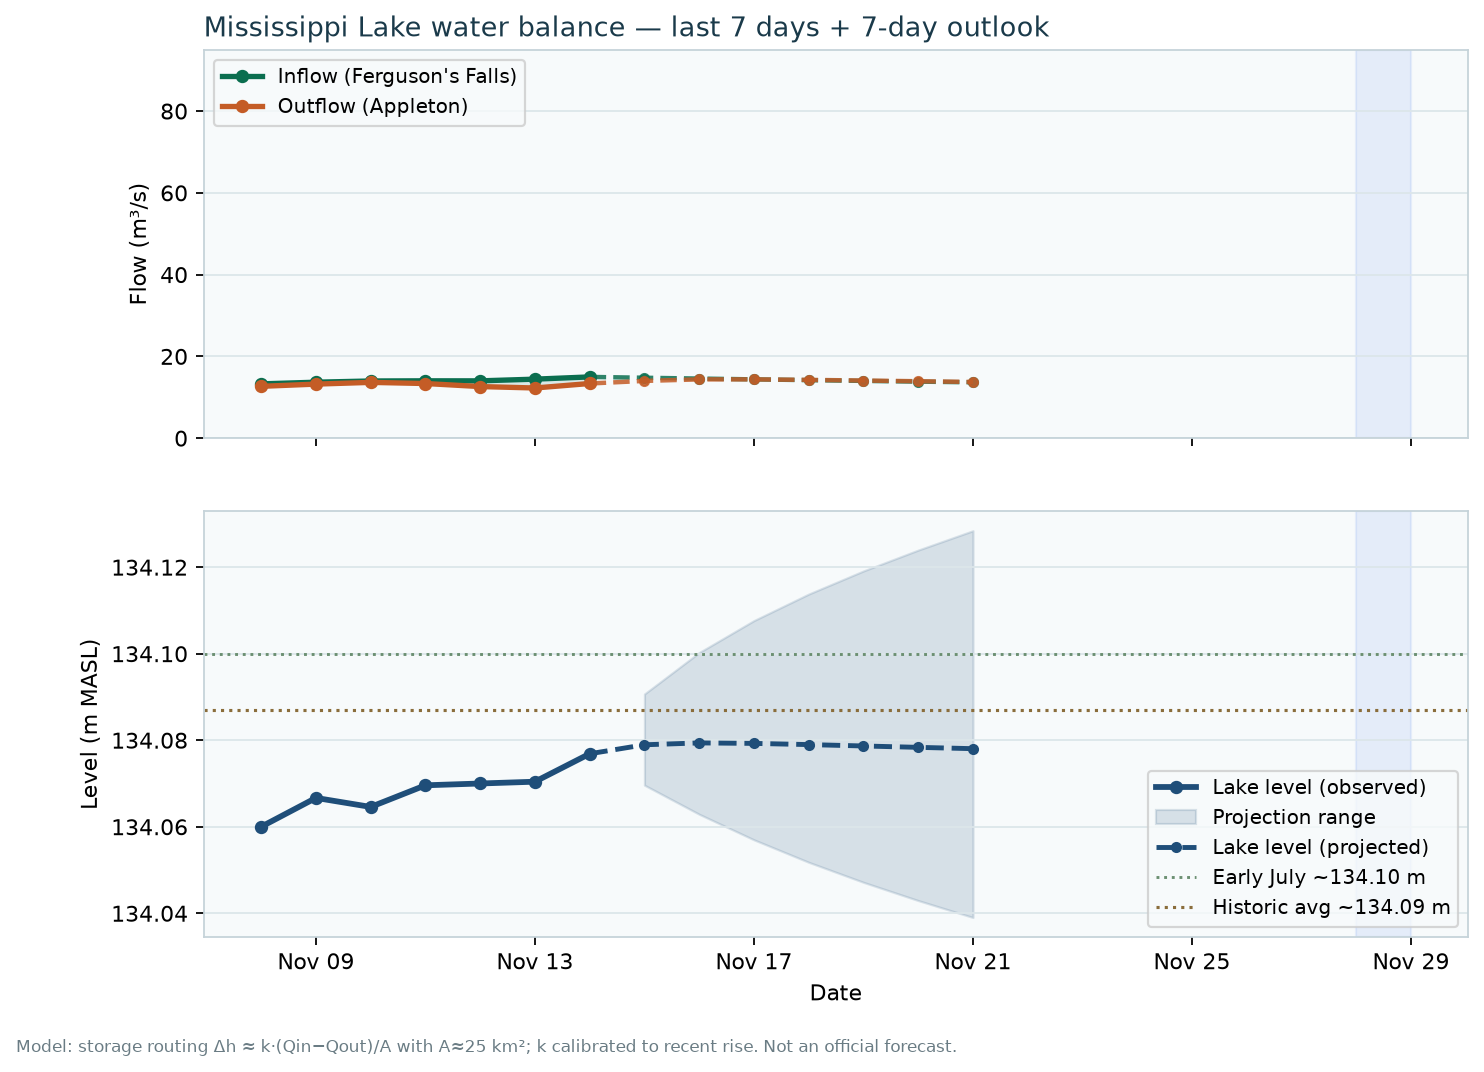 Mississippi Lake water balance — last 7 days + 7-day outlook
Inflow (Ferguson's Falls)
Outflow (Appleton)
Flow (m³/s)
80
60
40
20
0
Level (m MASL)
134.12
134.10
134.08
134.06
134.04
Lake level (observed)
Projection range
Lake level (projected)
Early July ~134.10 m
Historic avg ~134.09 m
Nov 09 Nov 13 Nov 17 Nov 21 Nov 25 Nov 29
Date
Model: storage routing Δh ≈ k·(Qin−Qout)/A with A≈25 km²; k calibrated to recent rise. Not an official forecast.